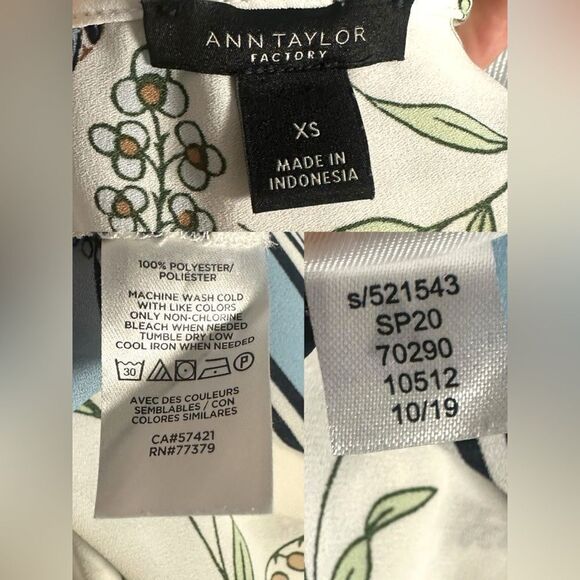 ANN TAYLOR
FACTORY
XS
MADE IN
INDONESIA
100% POLYESTER/
POLIÉSTER
MACHINE WASH COLD
WITH LIKE COLORS
ONLY NON-CHLORINE
BLEACH WHEN NEEDED
TUMBLE DRY LOW
COOL IRON WHEN NEEDED
30
P
AVEC DES COULEURS
SEMBLABLES / CON
COLORES SIMILARES
CA#57421
RN#77379
s/521543
SP20
70290
10512
10/19